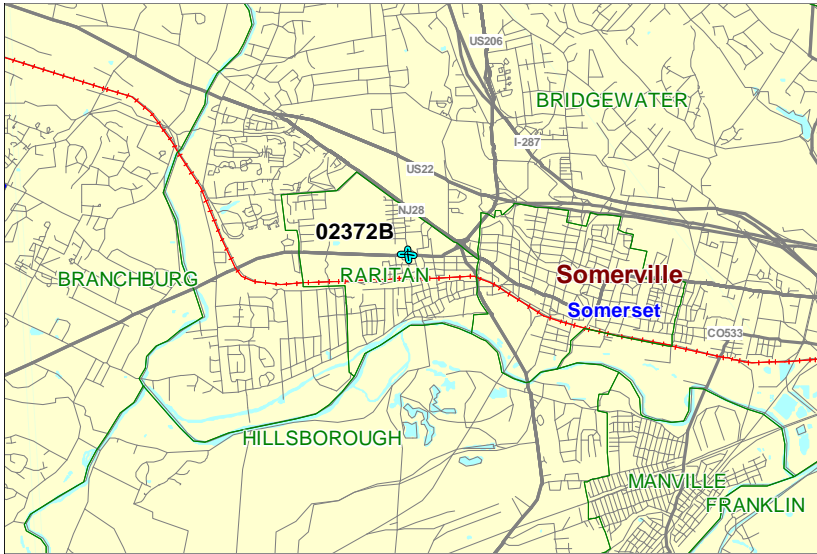 US206
BRIDGEWATER
I-287
US22
NJ28
02372B
BRANCHBURG
RARITAN
Somerville
Somerset
CO533
HILLSBOROUGH
MANVILLE
FRANKLIN